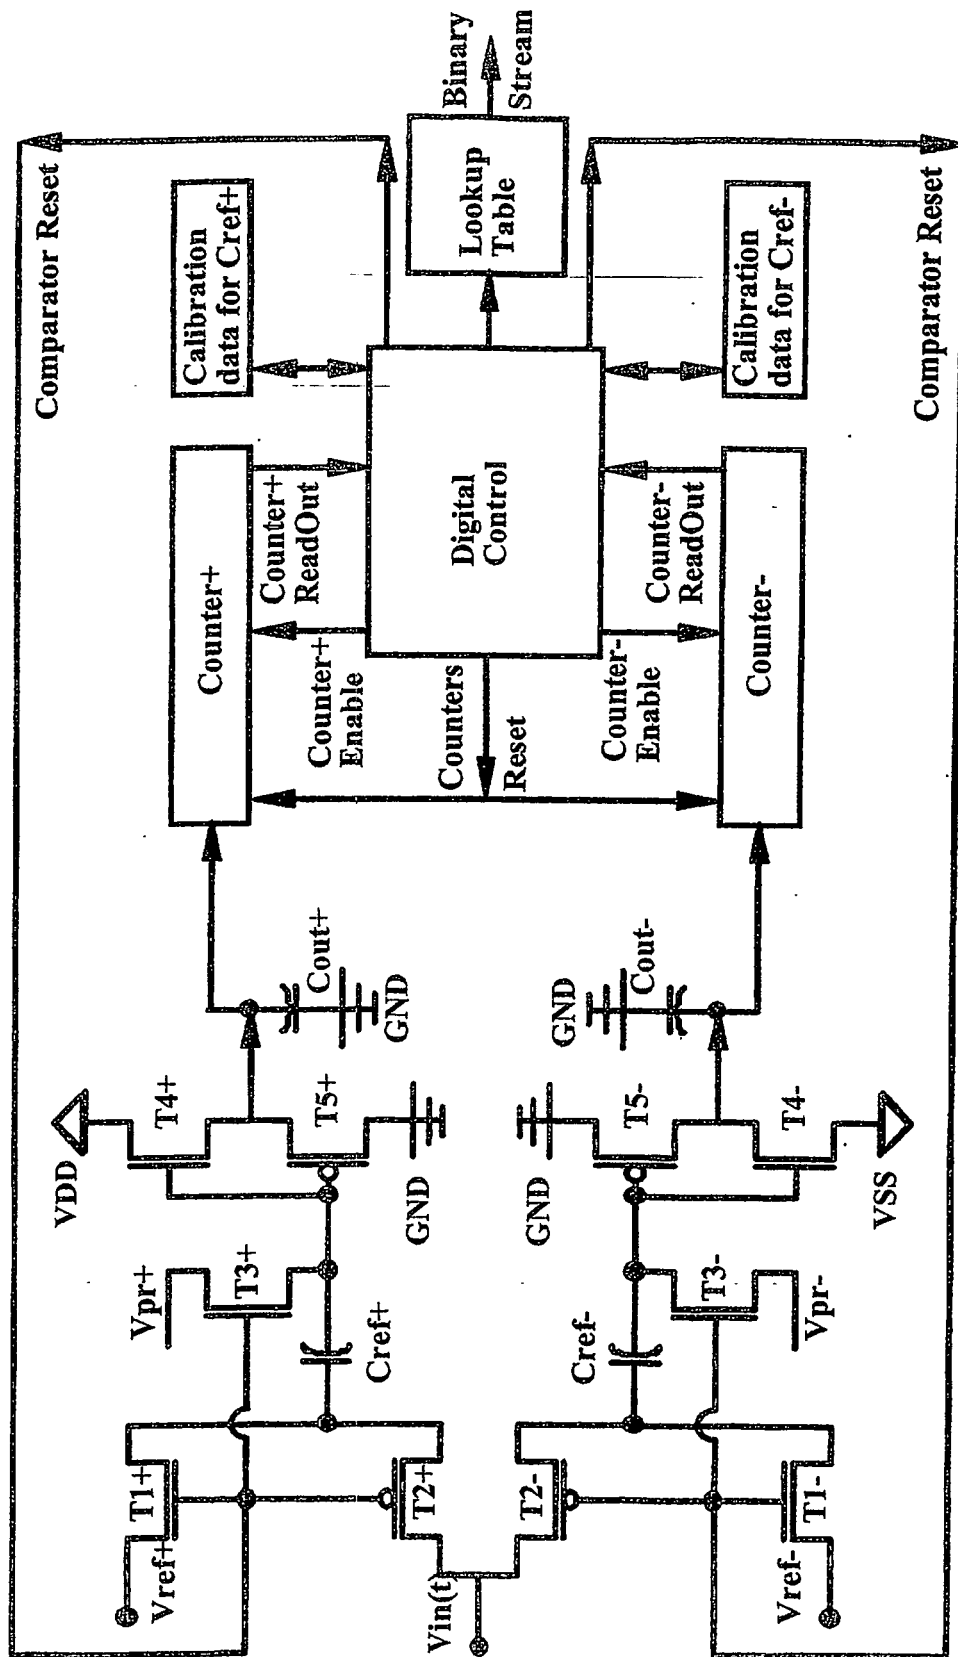 Comparator Reset
VDD
Vpr+
T4+
T3+
T1+
Vref+
T5+
Cout+
GND
GND
Cref+
T2+
Counter+
Counter+
Enable
Counter+
ReadOut
Calibration
data for Cref+
Vin(t)
Counters
Reset
Digital
Control
Lookup
Table
Binary
Stream
T2-
Cref-
GND
GND
Cout-
T5-
T4-
T3-
T1-
Vref-
Vpr-
VSS
Counter-
Enable
Counter-
ReadOut
Counter-
Calibration
data for Cref-
Comparator Reset